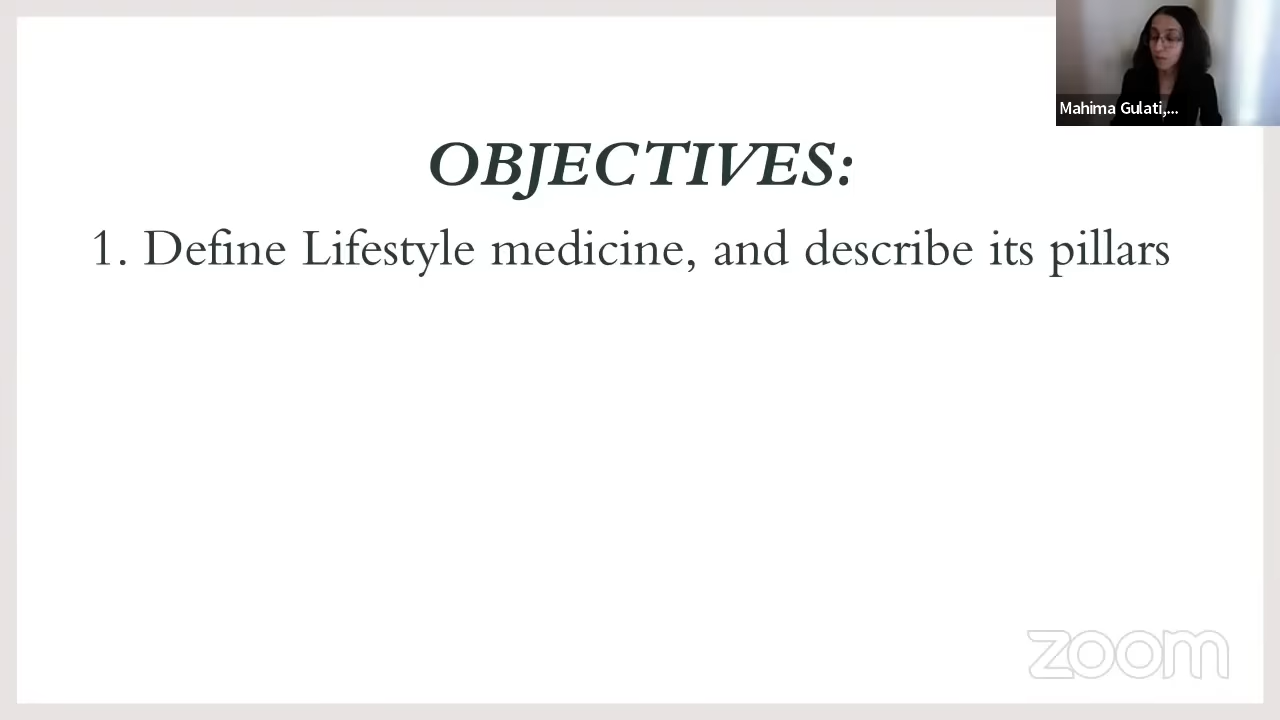 Mahima Gulati,...
OBJECTIVES:
1. Define Lifestyle medicine, and describe its pillars
zoom